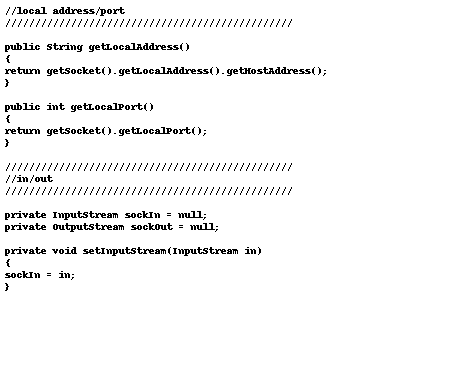 //local address/port
////////////////////////////////////////////////
public String getLocalAddress()
{
return getSocket().getLocalAddress().getHostAddress();
}
public int getLocalPort()
{
return getSocket().getLocalPort();
}
////////////////////////////////////////////////
//in/out
////////////////////////////////////////////////
private InputStream sockIn = null;
private OutputStream sockOut = null;
private void setInputStream(InputStream in)
{
sockIn = in;
}